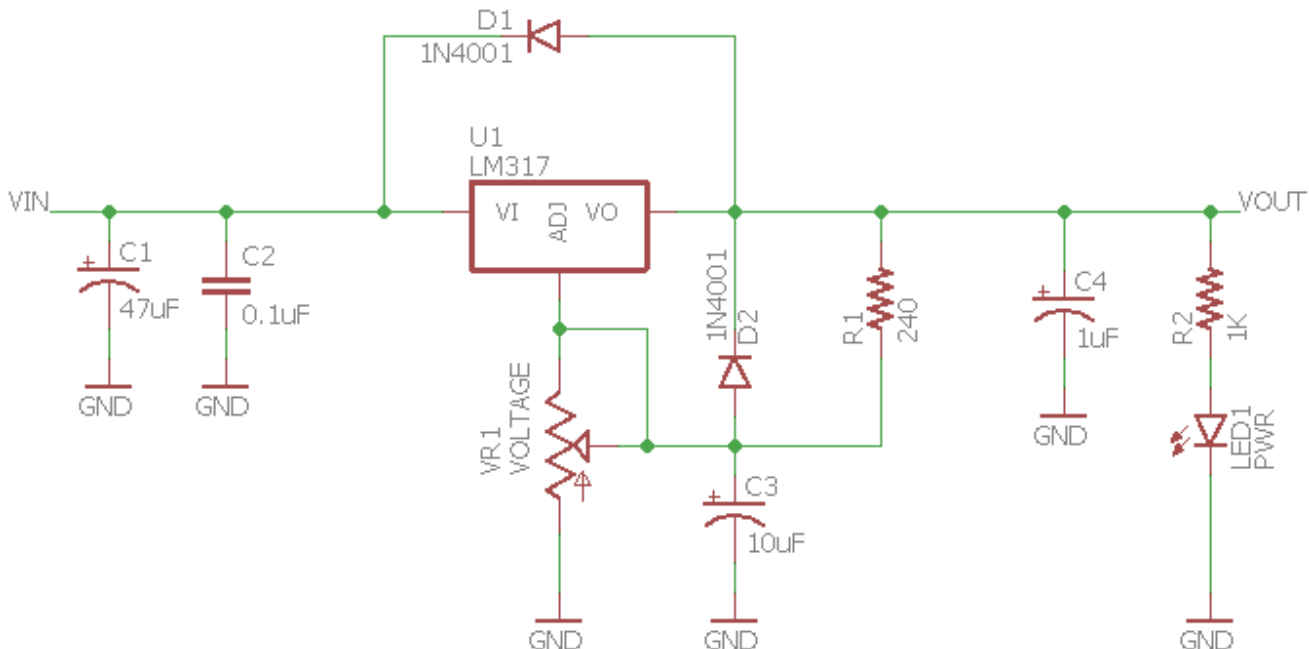 D1
1N4001
U1
LM317
VIN
VI
ADJ
VO
VOUT
C1
47uF
C2
0.1uF
1N4001
D2
R1
240
C4
1uF
R2
1K
GND
GND
VR1
VOLTAGE
GND
LED1
PWR
C3
10uF
GND
GND
GND